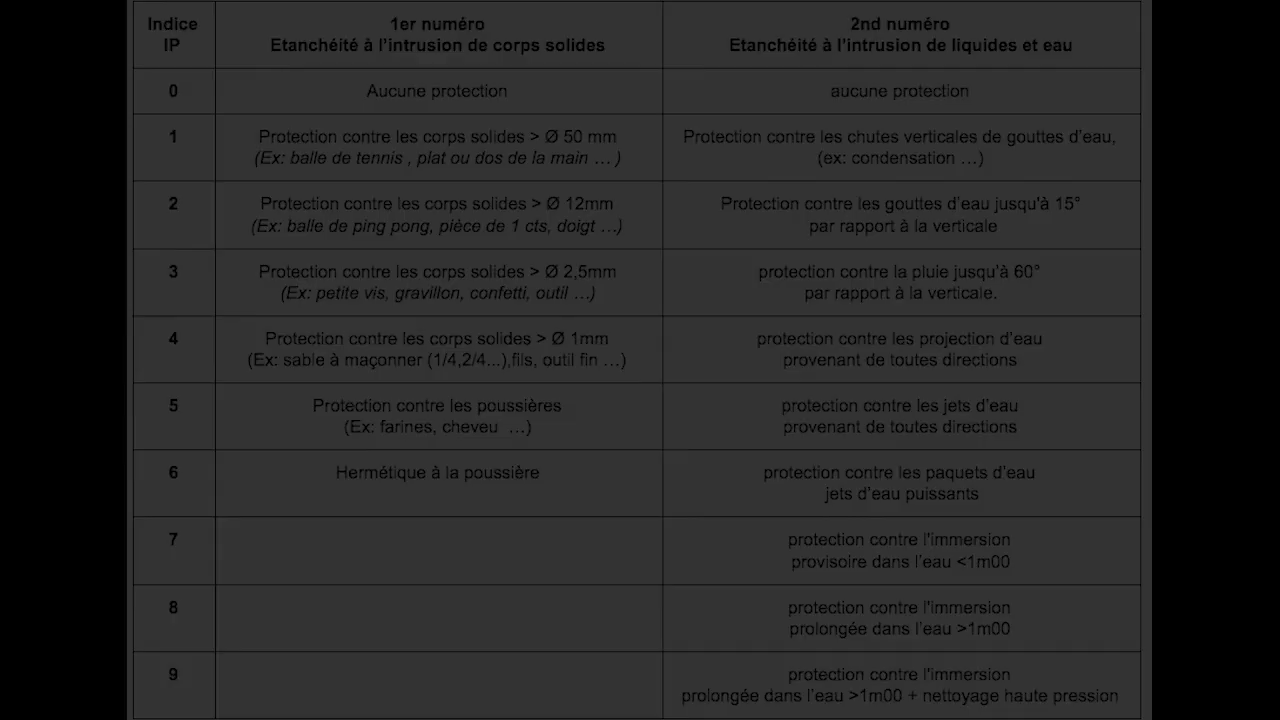 Indice
IP
1er numéro
Etanchéité à l'intrusion de corps solides
2nd numéro
Etanchéité à l'intrusion de liquides et eau
0
Aucune protection
aucune protection
1
Protection contre les corps solides > Ø 50 mm
(Ex: balle de tennis , plat ou dos de la main … )
Protection contre les chutes verticales de gouttes d'eau,
(ex: condensation …)
2
Protection contre les corps solides > Ø 12mm
(Ex: balle de ping pong, pièce de 1 cts, doigt …)
Protection contre les gouttes d'eau jusqu'à 15°
par rapport à la verticale
3
Protection contre les corps solides > Ø 2,5mm
(Ex: petite vis, gravillon, confetti, outil …)
protection contre la pluie jusqu'à 60°
par rapport à la verticale.
4
Protection contre les corps solides > Ø 1mm
(Ex: sable à maçonner (1/4,2/4...),fils, outil fin …)
protection contre les projection d'eau
provenant de toutes directions
5
Protection contre les poussières
(Ex: farines, cheveu  …)
protection contre les jets d'eau
provenant de toutes directions
6
Hermétique à la poussière
protection contre les paquets d'eau
jets d'eau puissants
7
protection contre l'immersion
provisoire dans l'eau <1m00
8
protection contre l'immersion
prolongée dans l'eau >1m00
9
protection contre l'immersion
prolongée dans l'eau >1m00 + nettoyage haute pression